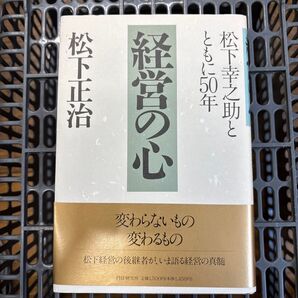 松下幸之助と
ともに50年
経営の心
松下正治
変わらないもの
変わるもの
松下経営の後継者が、いま語る経営の真髄
PHP研究所